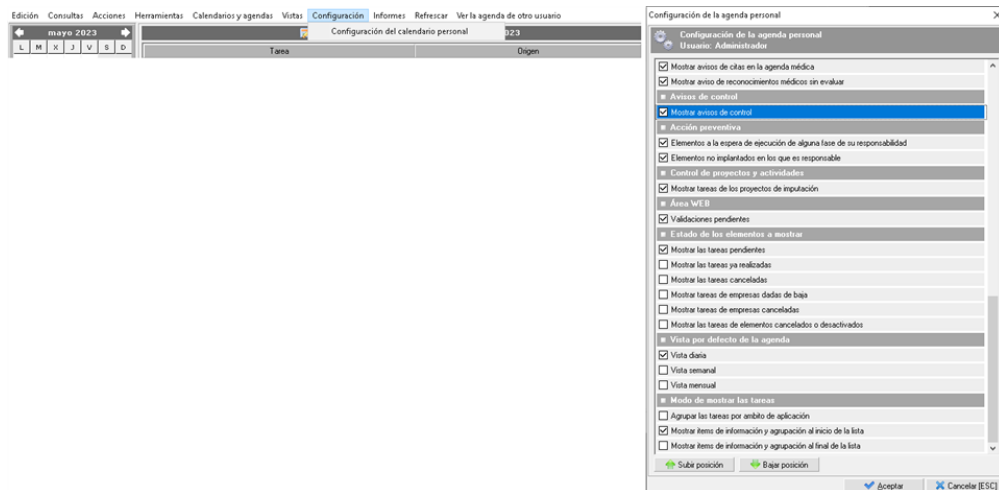 Edición Consultas Acciones Herramientas Calendarios y agendas Vistas Configuración Informes Refrescar Ver la agenda de otro usuario
Configuración del calendario personal
mayo 2023
023
L M X J V S D
Tarea Origen
Configuración de la agenda personal
Configuración de la agenda personal
Usuario: Administrador
Mostrar avisos de citas en la agenda médica
Mostrar aviso de reconocimientos médicos sin evaluar
Avisos de control
Mostrar avisos de control
Acción preventiva
Elementos a la espera de ejecución de alguna fase de su responsabilidad
Elementos no implantados en los que es responsable
Control de proyectos y actividades
Mostrar tareas de los proyectos de imputación
Área WEB
Validaciones pendientes
Estado de los elementos a mostrar
Mostrar las tareas pendientes
Mostrar las tareas ya realizadas
Mostrar las tareas canceladas
Mostrar tareas de empresas dadas de baja
Mostrar tareas de empresas canceladas
Mostrar las tareas de elementos cancelados o desactivados
Vista por defecto de la agenda
Vista diaria
Vista semanal
Vista mensual
Modo de mostrar las tareas
Agrupar las tareas por ambito de aplicación
Mostrar items de información y agrupación al inicio de la lista
Mostrar items de información y agrupación al final de la lista
Subir posición Bajar posición
Aceptar Cancelar [ESC]